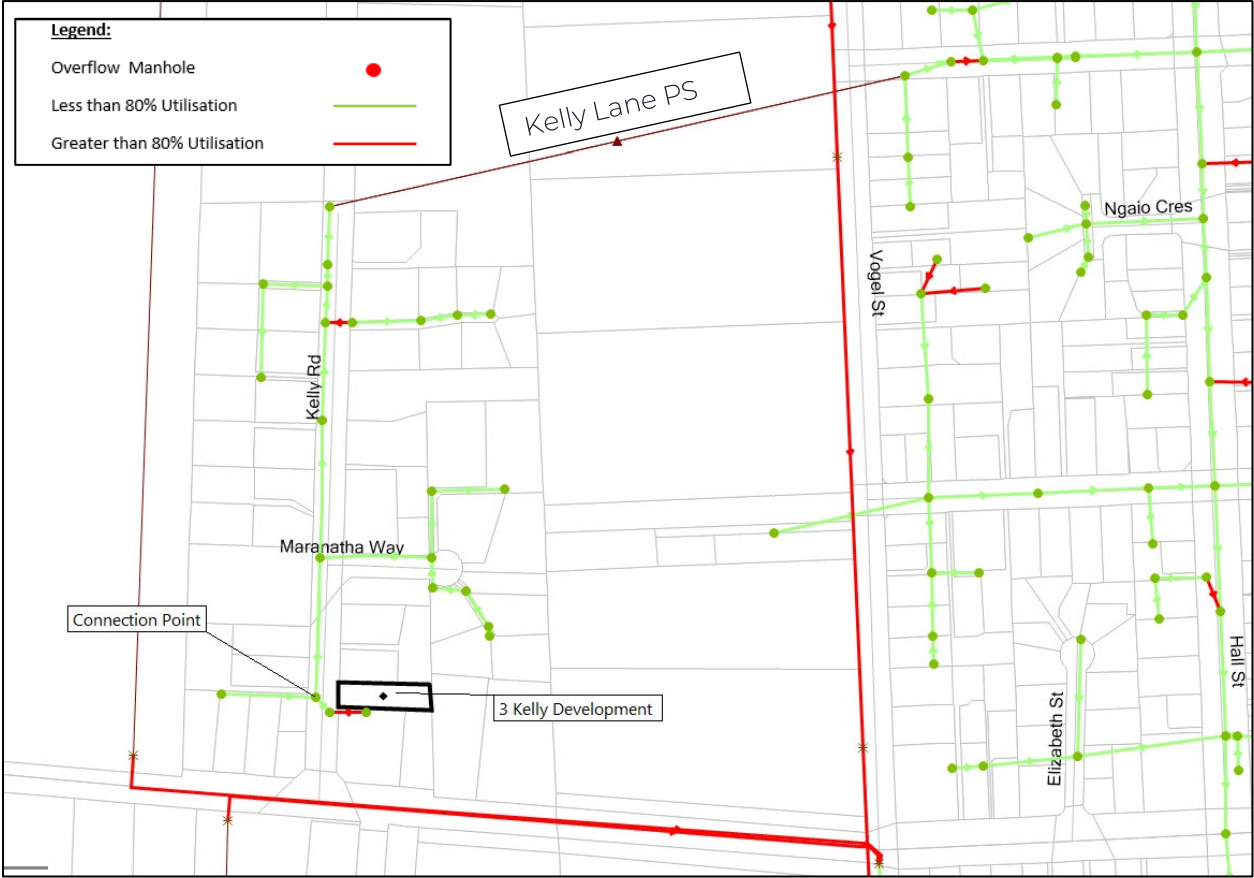 Legend:
Overflow Manhole
Less than 80% Utilisation
Greater than 80% Utilisation
Kelly Lane PS
Ngaio Cres
Vogel St
Kelly Rd
Maranatha Way
Connection Point
3 Kelly Development
Hall St
Elizabeth St